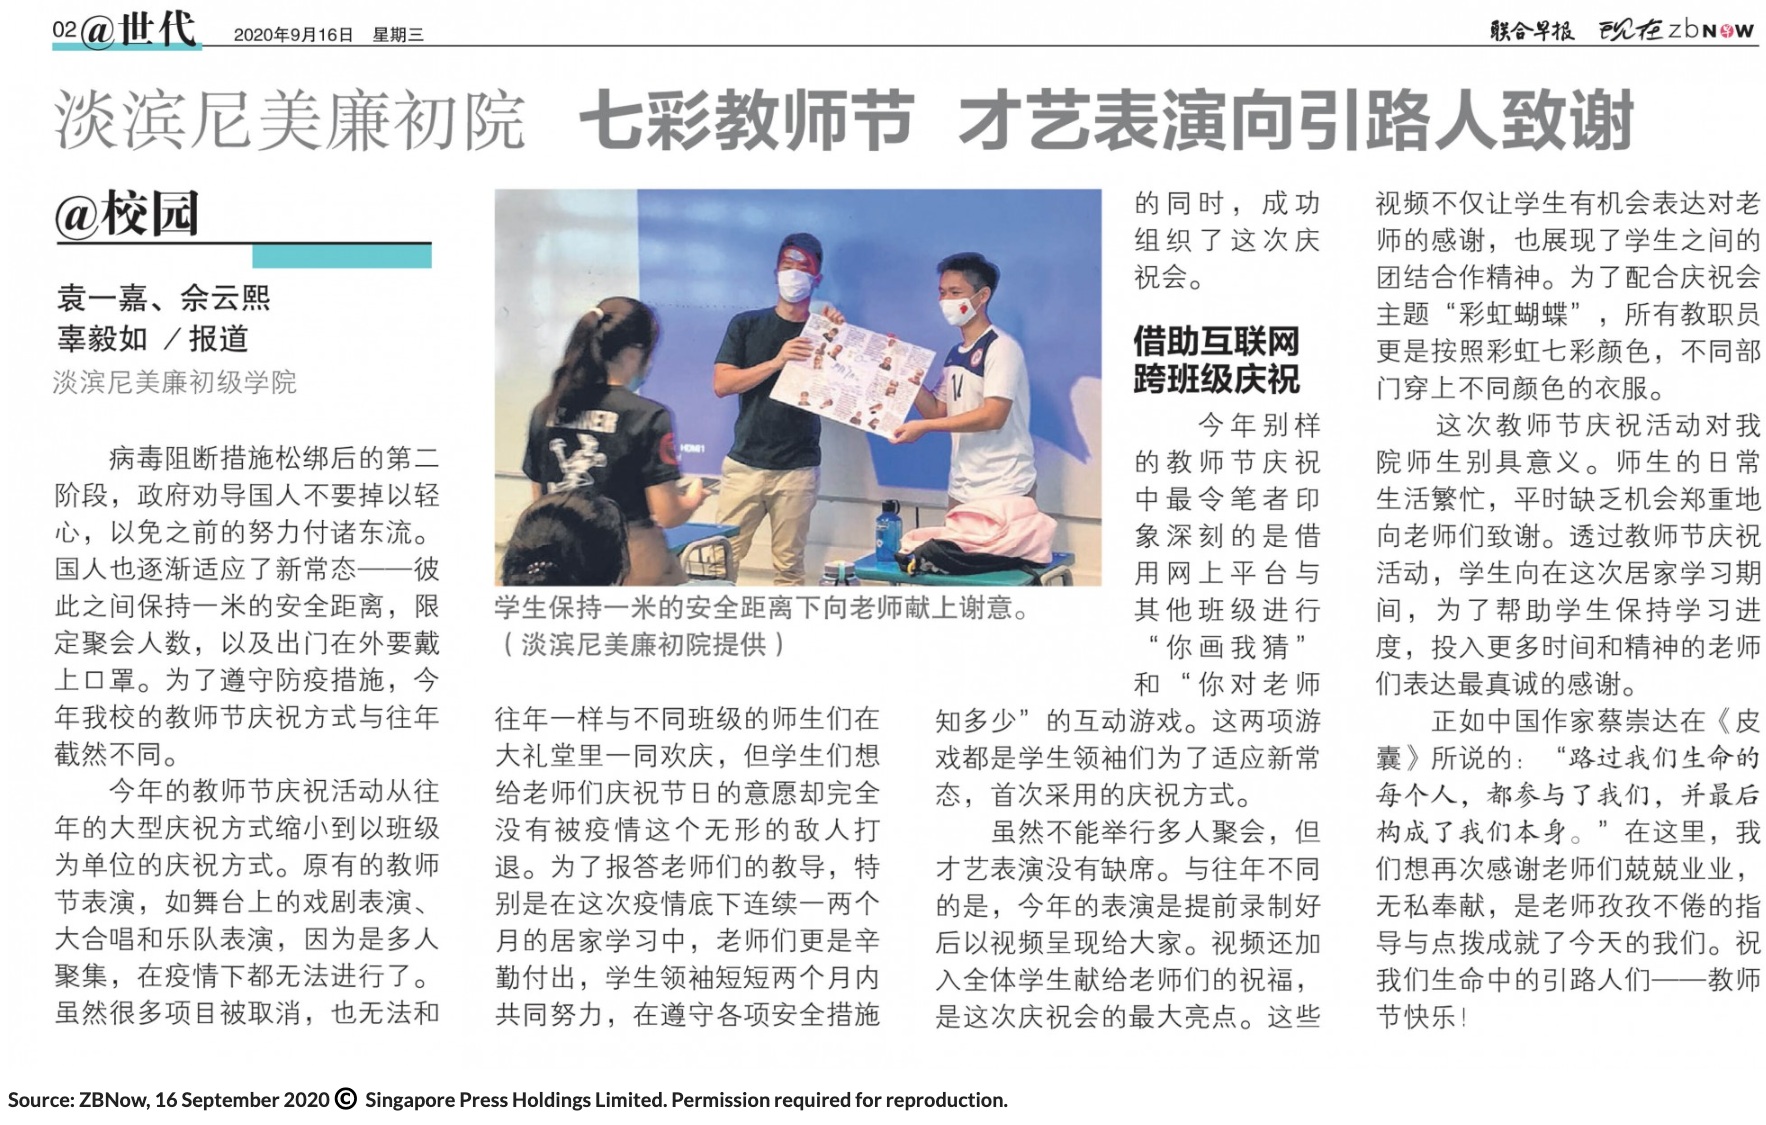 02 @世代 2020年9月16日 星期三
联合早报 现在 zbNOW
淡滨尼美廉初院 七彩教师节 才艺表演向引路人致谢
@校园
袁一嘉、佘云熙
辜毅如 ／报道
淡滨尼美廉初级学院
病毒阻断措施松绑后的第二
阶段，政府劝导国人不要掉以轻
心，以免之前的努力付诸东流。
国人也逐渐适应了新常态——彼
此之间保持一米的安全距离，限
定聚会人数，以及出门在外要戴
上口罩。为了遵守防疫措施，今
年我校的教师节庆祝方式与往年
截然不同。
今年的教师节庆祝活动从往
年的大型庆祝方式缩小到以班级
为单位的庆祝方式。原有的教师
节表演，如舞台上的戏剧表演、
大合唱和乐队表演，因为是多人
聚集，在疫情下都无法进行了。
虽然很多项目被取消，也无法和
HDMI1
学生保持一米的安全距离下向老师献上谢意。
（淡滨尼美廉初院提供）
往年一样与不同班级的师生们在
大礼堂里一同欢庆，但学生们想
给老师们庆祝节日的意愿却完全
没有被疫情这个无形的敌人打
退。为了报答老师们的教导，特
别是在这次疫情底下连续一两个
月的居家学习中，老师们更是辛
勤付出，学生领袖短短两个月内
共同努力，在遵守各项安全措施
的同时，成功
组织了这次庆
祝会。
借助互联网
跨班级庆祝
今年别样
的教师节庆祝
中最令笔者印
象深刻的是借
用网上平台与
其他班级进行
“你画我猜”
和“你对老师
知多少”的互动游戏。这两项游
戏都是学生领袖们为了适应新常
态，首次采用的庆祝方式。
虽然不能举行多人聚会，但
才艺表演没有缺席。与往年不同
的是，今年的表演是提前录制好
后以视频呈现给大家。视频还加
入全体学生献给老师们的祝福，
是这次庆祝会的最大亮点。这些
视频不仅让学生有机会表达对老
师的感谢，也展现了学生之间的
团结合作精神。为了配合庆祝会
主题“彩虹蝴蝶”，所有教职员
更是按照彩虹七彩颜色，不同部
门穿上不同颜色的衣服。
这次教师节庆祝活动对我
院师生别具意义。师生的日常
生活繁忙，平时缺乏机会郑重地
向老师们致谢。透过教师节庆祝
活动，学生向在这次居家学习期
间，为了帮助学生保持学习进
度，投入更多时间和精神的老师
们表达最真诚的感谢。
正如中国作家蔡崇达在《皮
囊》所说的：“路过我们生命的
每个人，都参与了我们，并最后
构成了我们本身。”在这里，我
们想再次感谢老师们兢兢业业，
无私奉献，是老师孜孜不倦的指
导与点拨成就了今天的我们。祝
我们生命中的引路人们——教师
节快乐！
Source: ZBNow, 16 September 2020 © Singapore Press Holdings Limited. Permission required for reproduction.